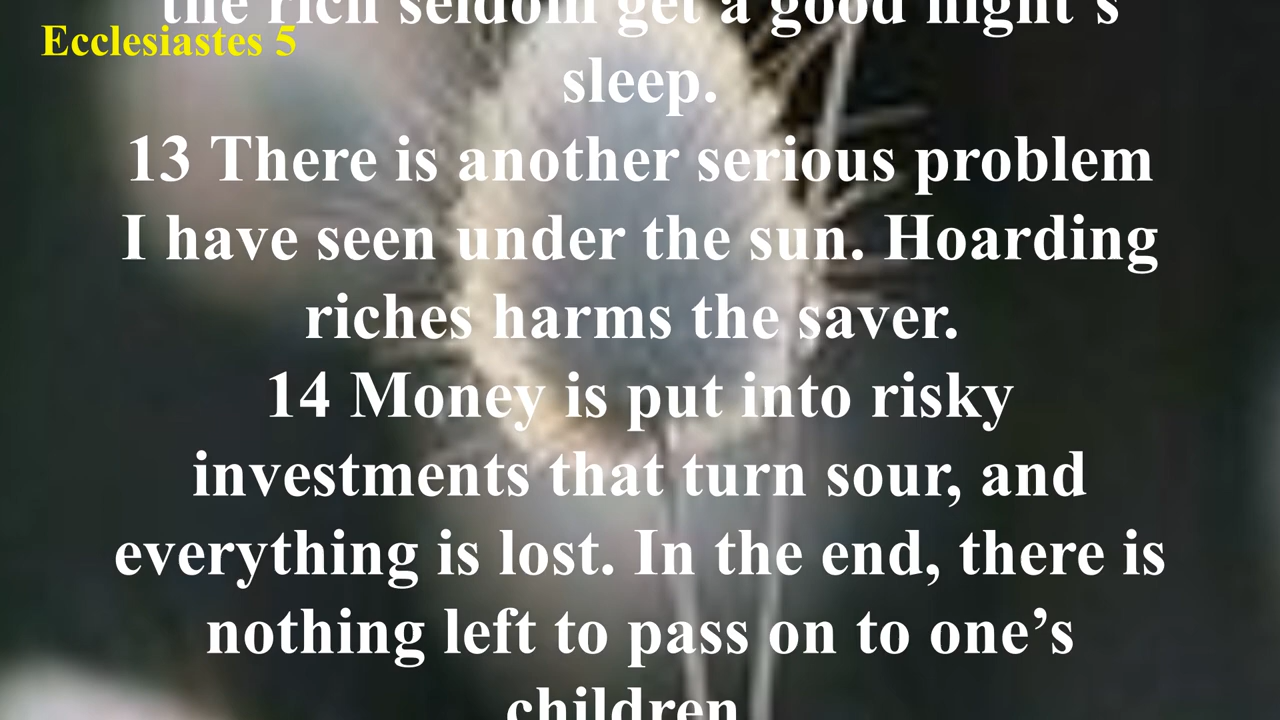 the rich seldom get a good night's
Ecclesiastes 5
sleep.
13 There is another serious problem
I have seen under the sun. Hoarding
riches harms the saver.
14 Money is put into risky
investments that turn sour, and
everything is lost. In the end, there is
nothing left to pass on to one’s
children.